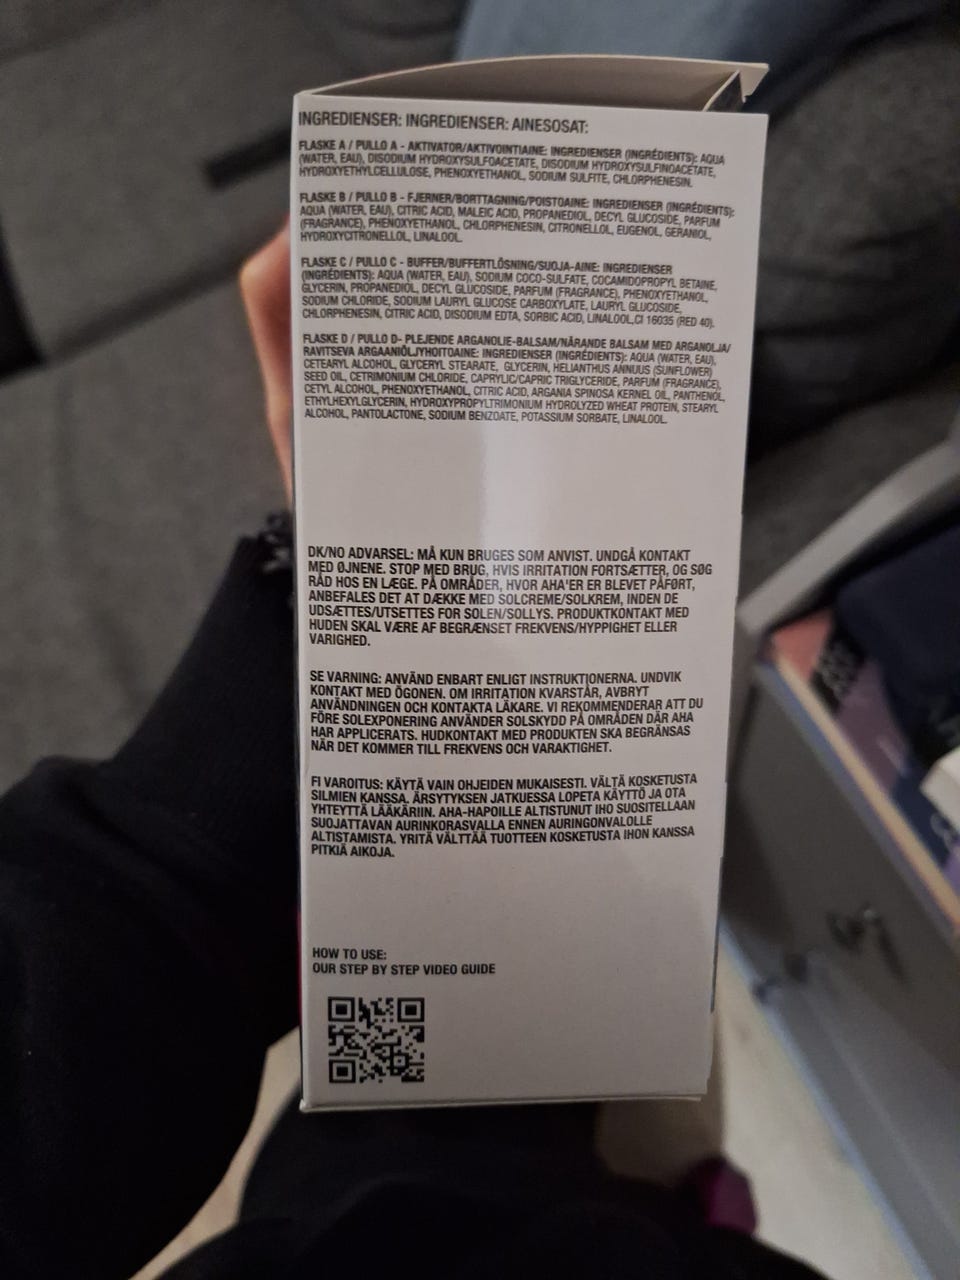 INGREDIENSER: INGREDIENSER: AINESOSAT:
FLASKE A / PULLO A - AKTIVATOR/AKTIVOINTIAINE: INGREDIENSER (INGRÉDIENTS): AQUA
(WATER, EAU), DISODIUM HYDROXYSULFOACETATE, DISODIUM HYDROXYSULFINOACETATE,
HYDROXYETHYLCELLULOSE, PHENOXYETHANOL, SODIUM SULFITE, CHLORPHENESIN.
FLASKE B / PULLO B - FJERNER/BORTTAGNING/POISTOAINE: INGREDIENSER (INGRÉDIENTS):
AQUA (WATER, EAU), CITRIC ACID, MALEIC ACID, PROPANEDIOL, DECYL GLUCOSIDE, PARFUM
(FRAGRANCE), PHENOXYETHANOL, CHLORPHENESIN, CITRONELLOL, EUGENOL, GERANIOL,
HYDROXYCITRONELLOL, LINALOOL.
FLASKE C / PULLO C - BUFFER/BUFFERTLÖSNING/SUOJA-AINE: INGREDIENSER
(INGRÉDIENTS): AQUA (WATER, EAU), SODIUM COCO-SULFATE, COCAMIDOPROPYL BETAINE,
GLYCERIN, PROPANEDIOL, DECYL GLUCOSIDE, PARFUM (FRAGRANCE), PHENOXYETHANOL,
SODIUM CHLORIDE, SODIUM LAURYL GLUCOSE CARBOXYLATE, LAURYL GLUCOSIDE,
CHLORPHENESIN, CITRIC ACID, DISODIUM EDTA, SORBIC ACID, LINALOOL,CI 16035 (RED 40).
FLASKE D / PULLO D- PLEJENDE ARGANOLIE-BALSAM/NÄRANDE BALSAM MED ARGANOLJA/
RAVITSEVA ARGAANIÖLJYHOITOAINE: INGREDIENSER (INGRÉDIENTS): AQUA (WATER, EAU),
CETEARYL ALCOHOL, GLYCERYL STEARATE, GLYCERIN, HELIANTHUS ANNUUS (SUNFLOWER)
SEED OIL, CETRIMONIUM CHLORIDE, CAPRYLIC/CAPRIC TRIGLYCERIDE, PARFUM (FRAGRANCE),
CETYL ALCOHOL, PHENOXYETHANOL, CITRIC ACID, ARGANIA SPINOSA KERNEL OIL, PANTHENOL,
ETHYLHEXYLGLYCERIN, HYDROXYPROPYLTRIMONIUM HYDROLYZED WHEAT PROTEIN, STEARYL
ALCOHOL, PANTOLACTONE, SODIUM BENZOATE, POTASSIUM SORBATE, LINALOOL.
DK/NO ADVARSEL: MÅ KUN BRUGES SOM ANVIST. UNDGÅ KONTAKT
MED ØJNENE. STOP MED BRUG, HVIS IRRITATION FORTSÆTTER, OG SØG
RÅD HOS EN LÆGE. PÅ OMRÅDER, HVOR AHA'ER ER BLEVET PÅFØRT,
ANBEFALES DET AT DÆKKE MED SOLCREME/SOLKREM, INDEN DE
UDSÆTTES/UTSETTES FOR SOLEN/SOLLYS. PRODUKTKONTAKT MED
HUDEN SKAL VÆRE AF BEGRÆNSET FREKVENS/HYPPIGHET ELLER
VARIGHED.
SE VARNING: ANVÄND ENBART ENLIGT INSTRUKTIONERNA. UNDVIK
KONTAKT MED ÖGONEN. OM IRRITATION KVARSTÅR, AVBRYT
ANVÄNDNINGEN OCH KONTAKTA LÄKARE. VI REKOMMENDERAR ATT DU
FÖRE SOLEXPONERING ANVÄNDER SOLSKYDD PÅ OMRÅDEN DÄR AHA
HAR APPLICERATS. HUDKONTAKT MED PRODUKTEN SKA BEGRÄNSAS
NÄR DET KOMMER TILL FREKVENS OCH VARAKTIGHET.
FI VAROITUS: KÄYTÄ VAIN OHJEIDEN MUKAISESTI. VÄLTÄ KOSKETUSTA
SILMIEN KANSSA. ÄRSYTYKSEN JATKUESSA LOPETA KÄYTTÖ JA OTA
YHTEYTTÄ LÄÄKÄRIIN. AHA-HAPOILLE ALTISTUNUT IHO SUOSITELLAAN
SUOJATTAVAN AURINKORASVALLA ENNEN AURINGONVALOLLE
ALTISTAMISTA. YRITÄ VÄLTTÄÄ TUOTTEEN KOSKETUSTA IHON KANSSA
PITKIÄ AIKOJA.
HOW TO USE:
OUR STEP BY STEP VIDEO GUIDE